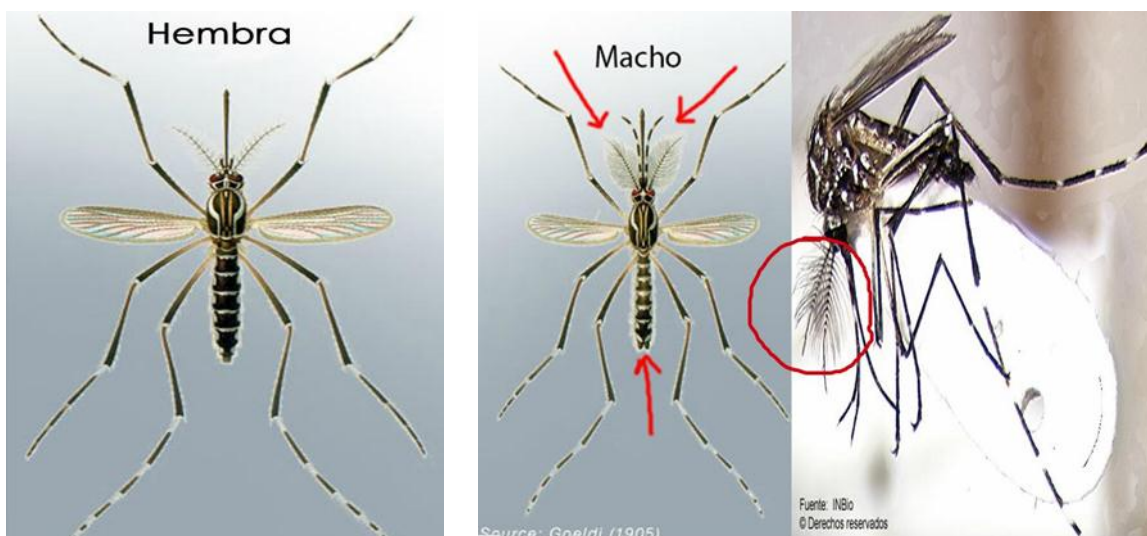 Hembra
Macho
Source: Goeldi (1905)
Fuente: INBio
© Derechos reservados